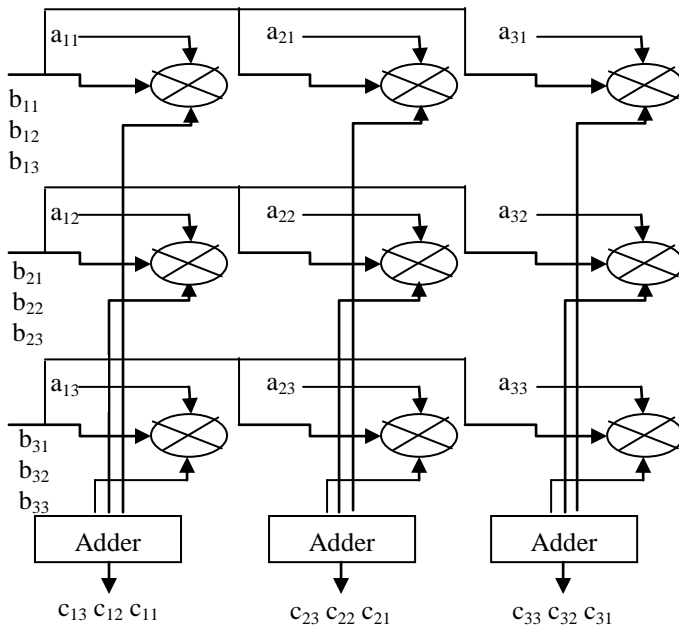 a₁₁ a₂₁ a₃₁
b₁₁
b₁₂
b₁₃
a₁₂ a₂₂ a₃₂
b₂₁
b₂₂
b₂₃
a₁₃ a₂₃ a₃₃
b₃₁
b₃₂
b₃₃
Adder Adder Adder
c₁₃ c₁₂ c₁₁ c₂₃ c₂₂ c₂₁ c₃₃ c₃₂ c₃₁